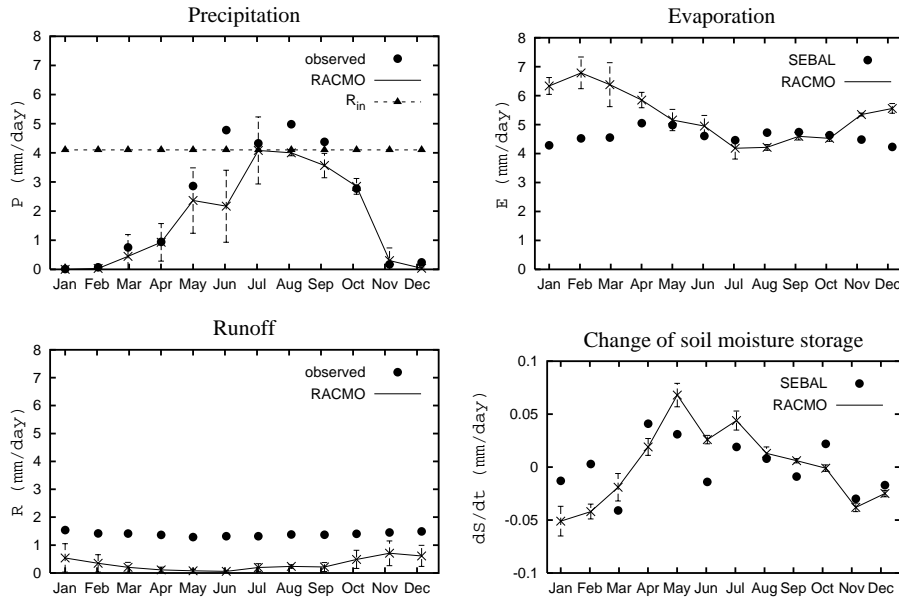 Precipitation
8
7
6
5
4
3
2
1
0
P (mm/day)
observed
RACMO
R_in
Jan Feb Mar Apr May Jun Jul Aug Sep Oct Nov Dec
Evaporation
8
7
6
5
4
3
2
1
0
E (mm/day)
SEBAL
RACMO
Jan Feb Mar Apr May Jun Jul Aug Sep Oct Nov Dec
Runoff
8
7
6
5
4
3
2
1
0
R (mm/day)
observed
RACMO
Jan Feb Mar Apr May Jun Jul Aug Sep Oct Nov Dec
Change of soil moisture storage
0.1
0.05
0
-0.05
-0.1
dS/dt (mm/day)
SEBAL
RACMO
Jan Feb Mar Apr May Jun Jul Aug Sep Oct Nov Dec